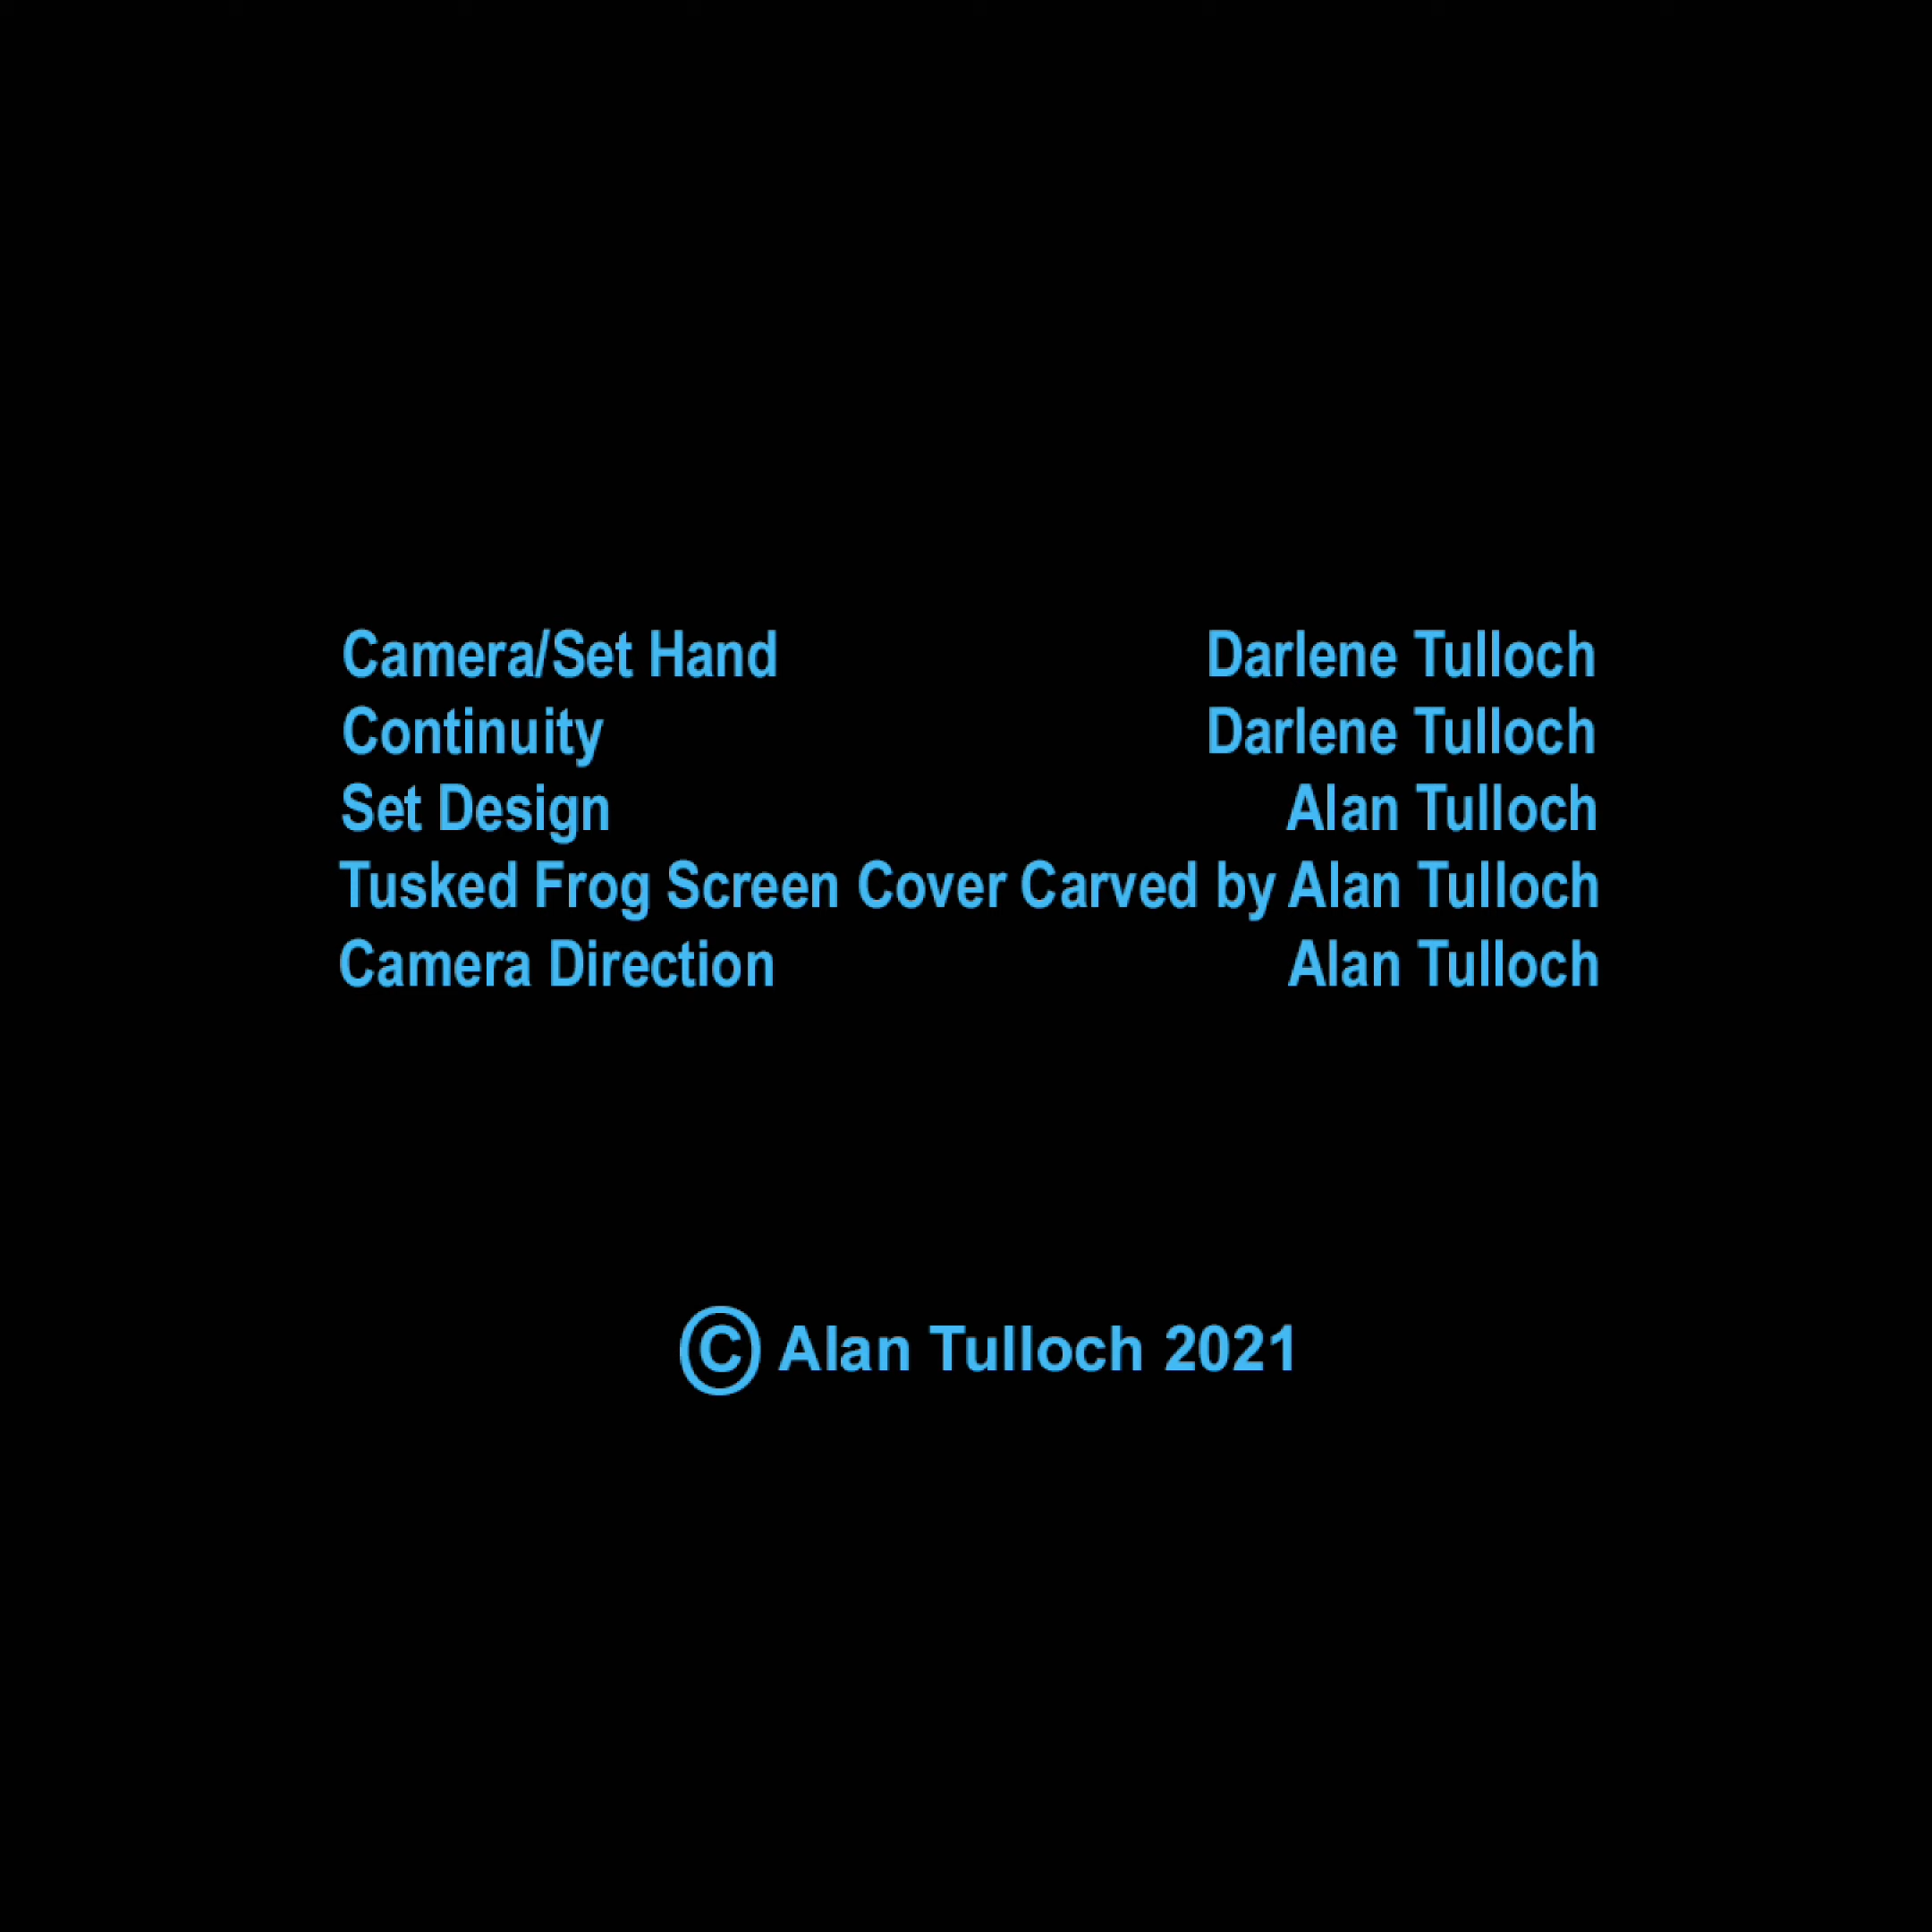 Camera/Set Hand Darlene Tulloch
Continuity Darlene Tulloch
Set Design Alan Tulloch
Tusked Frog Screen Cover Carved by Alan Tulloch
Camera Direction Alan Tulloch
© Alan Tulloch 2021